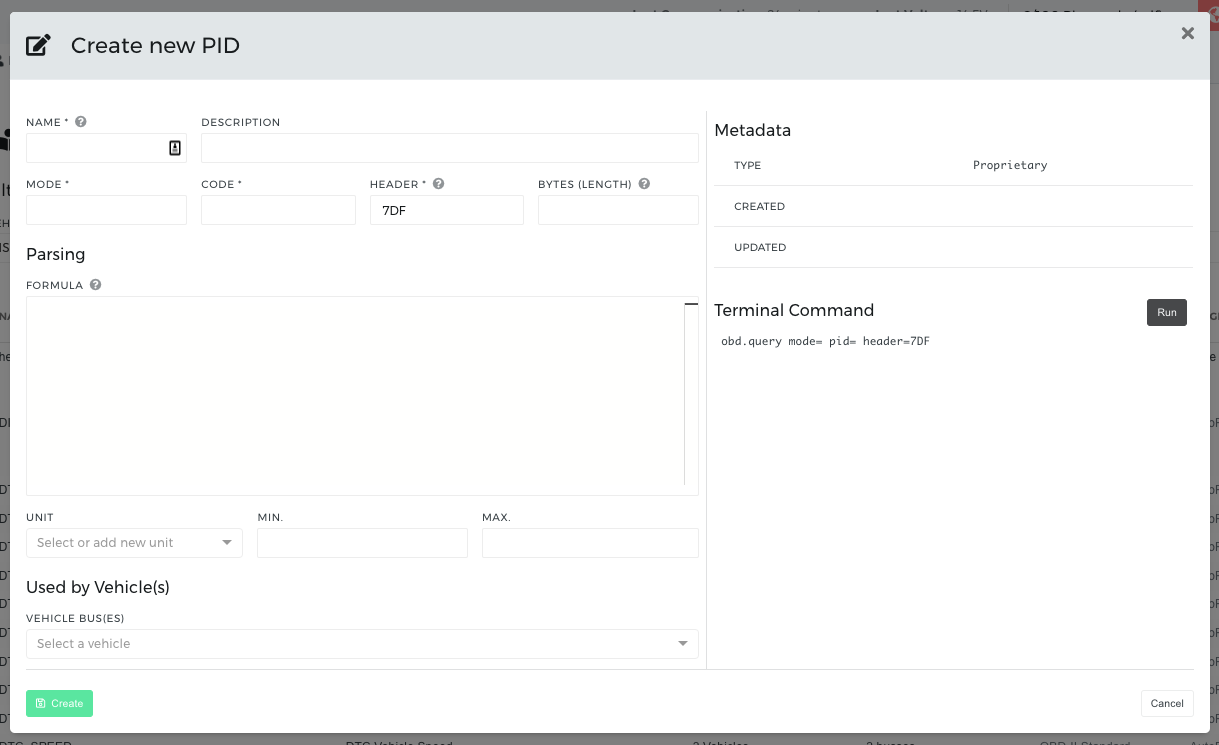 Create new PID
NAME *
DESCRIPTION
MODE *
CODE *
HEADER *
BYTES (LENGTH)
7DF
Parsing
FORMULA
UNIT
MIN.
MAX.
Select or add new unit
Used by Vehicle(s)
VEHICLE BUS(ES)
Select a vehicle
Create
Metadata
TYPE Proprietary
CREATED
UPDATED
Terminal Command
Run
obd.query mode= pid= header=7DF
Cancel